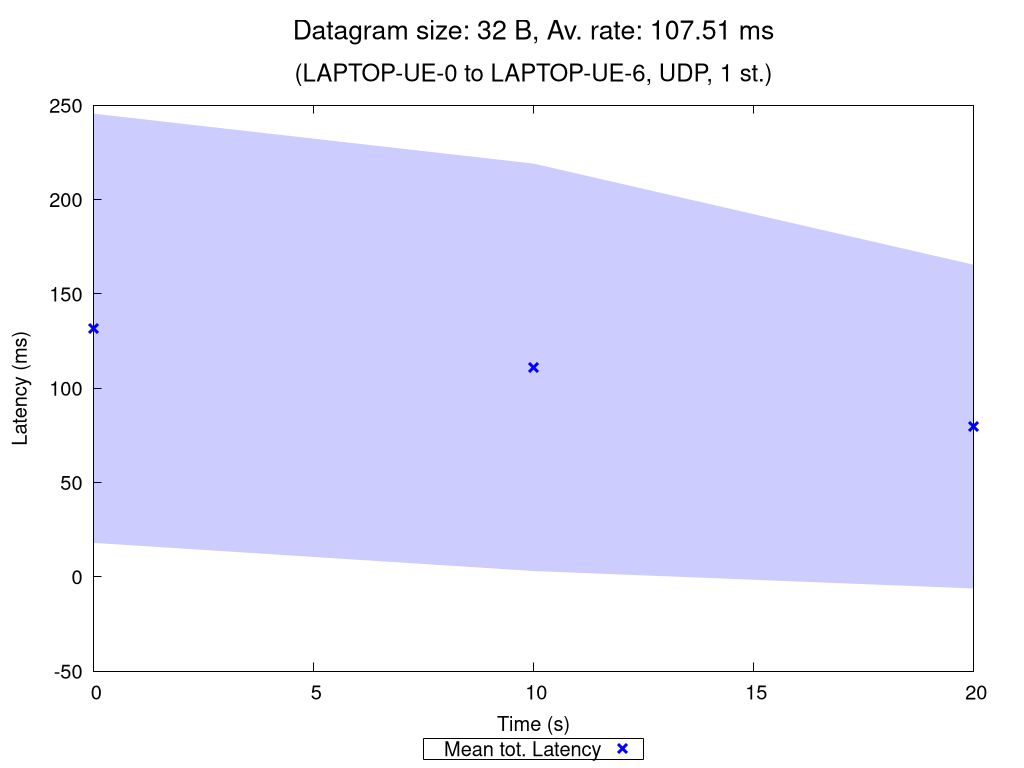 Datagram size: 32 B, Av. rate: 107.51 ms
(LAPTOP-UE-0 to LAPTOP-UE-6, UDP, 1 st.)
250
200
150
100
50
0
-50
Latency (ms)
0 5 10 15 20
Time (s)
Mean tot. Latency